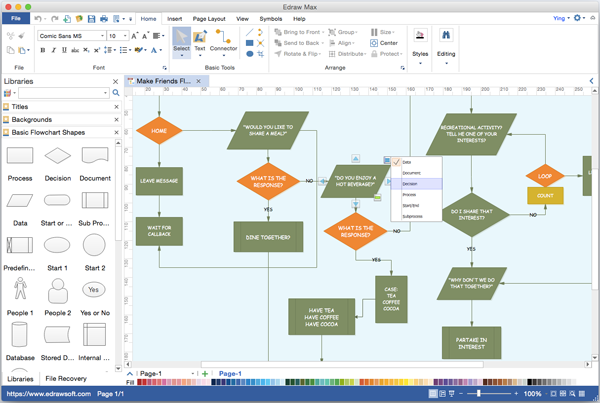 Edraw Max
File
Home
Insert
Page Layout
View
Symbols
Help
Ying
Comic Sans MS
10
File
Font
Select
Text
Connector
Basic Tools
Bring to Front
Send to Back
Rotate & Flip
Group
Align
Distribute
Size
Center
Protect
Arrange
Styles
Editing
Libraries
Titles
Backgrounds
Basic Flowchart Shapes
Process
Decision
Document
Data
Start or ...
Sub Pro...
Predefin...
Start 1
Start 2
People 1
People 2
Yes
Yes or No
Database
Stored D...
Internal ...
Libraries
File Recovery
Make Friends Fl...
HOME
LEAVE MESSAGE
WAIT FOR
CALLBACK
"WOULD YOU LIKE TO
SHARE A MEAL?"
WHAT IS THE
RESPONSE?
NO
YES
DINE TOGETHER?
"DO YOU ENJOY A
HOT BEVERAGE?"
WHAT IS THE
RESPONSE?
NO
YES
CASE:
TEA
COFFEE
COCOA
HAVE TEA
HAVE COFFEE
HAVE COCOA
Data
Document
Decision
Process
Start/End
Subprocess
RECREATIONAL ACTIVITY?
TELL ME ONE OF YOUR
INTERESTS?
LOOP
COUNT
DO I SHARE THAT
INTEREST?
NO
YES
"WHY DON'T WE DO
THAT TOGETHER?"
PARTAKE IN
INTEREST
Page-1
Page-1
Fill
https://www.edrawsoft.com
Page 1/1
100%